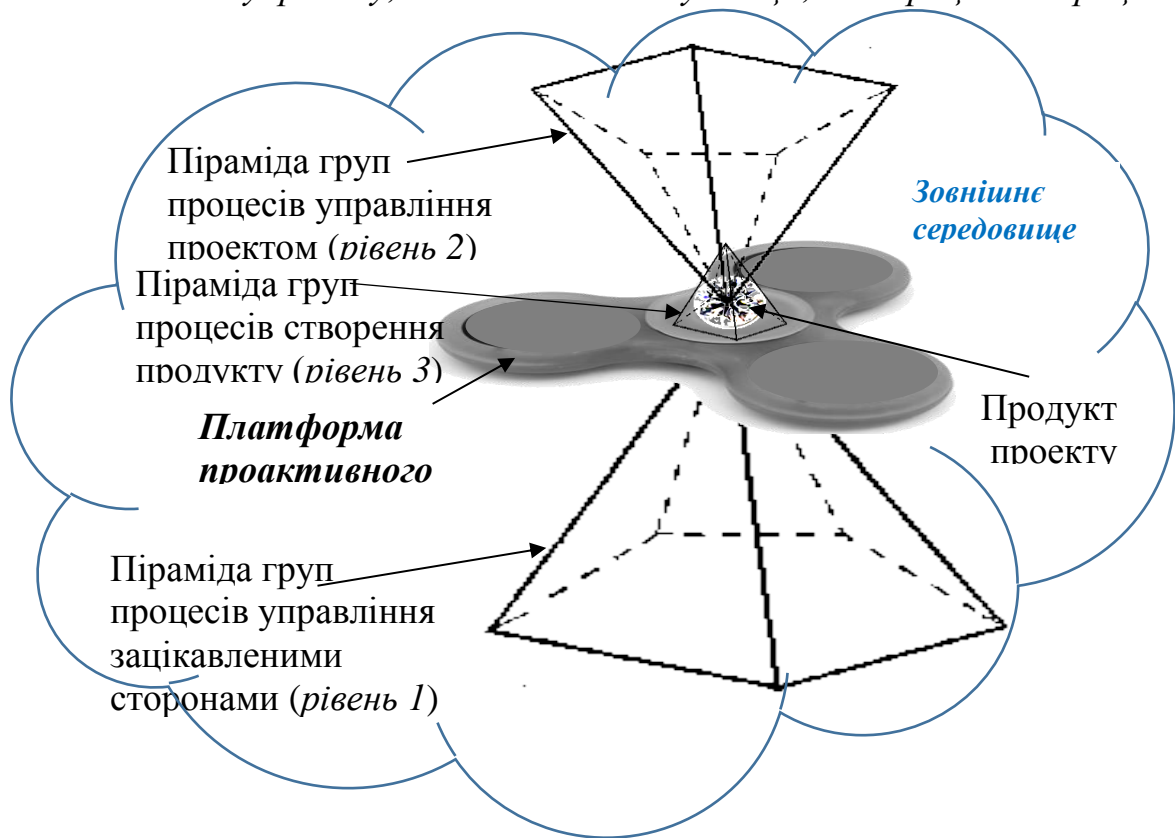 Піраміда груп
процесів управління
проектом (рівень 2)
Зовнішнє
середовище
Піраміда груп
процесів створення
продукту (рівень 3)
Платформа
проактивного
Продукт
проекту
Піраміда груп
процесів управління
зацікавленими
сторонами (рівень 1)